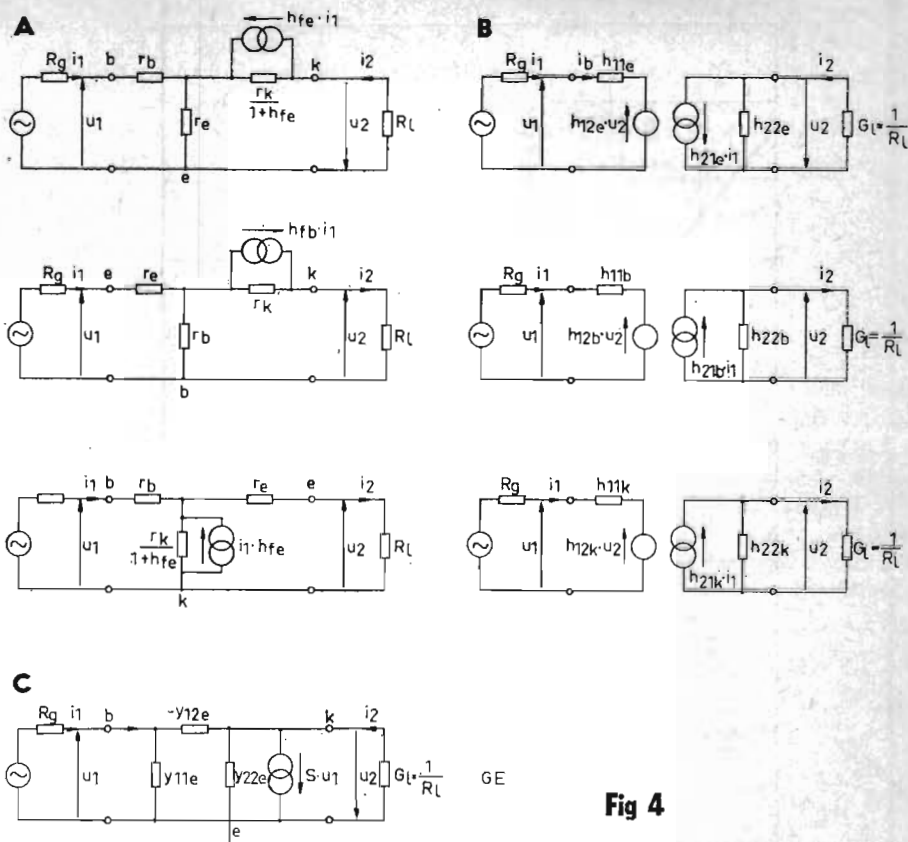 A
hfe·i1
Rg i1 b rb k i2
rk
1+hfe
u1 re u2 Rl
e
B
Rg i1 ib h11e i2
u1 h12e·u2 h21e·i1 h22e u2 Gl=1/Rl
hfb·i1
Rg i1 e re k i2
rk
u1 rb u2 Rl
b
Rg i1 h11b i2
u1 h12b·u2 h21b·i1 h22b u2 Gl=1/Rl
i1 b rb re e i2
u1 rk
1+hfe i1·hfe u2 Rl
k
Rg i1 h11k i2
u1 h12k·u2 h21k·i1 h22k u2 Gl=1/Rl
C
Rg i1 b -y12e k i2
u1 y11e y22e S·u1 u2 Gl=1/Rl GE
e
Fig 4